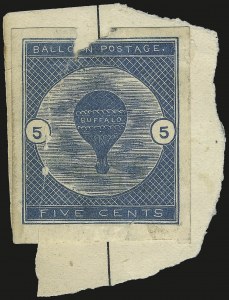 BALLOON POSTAGE.
BUFFALO
5 5
FIVE CENTS